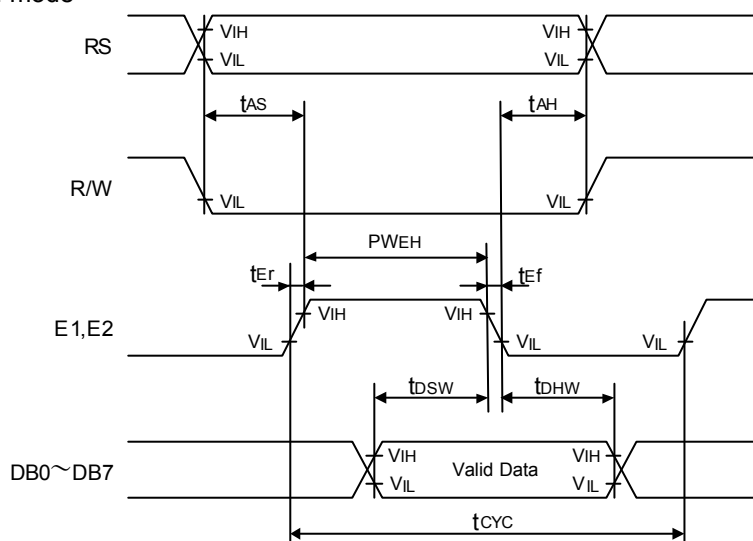 mode
RS
VIH
VIH
VIL
VIL
tAS
tAH
R/W
VIL
VIL
PWEH
tEr
tEf
E1,E2
VIH
VIH
VIL
VIL
VIL
tDSW
tDHW
DB0～DB7
VIH
Valid Data
VIH
VIL
VIL
tCYC